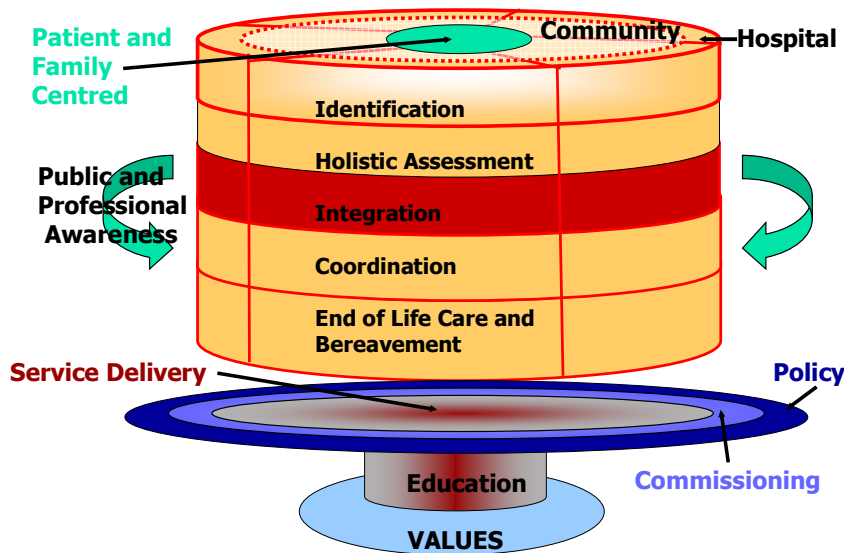 Patient and
Family
Centred
Community
Hospital
Identification
Holistic Assessment
Public and
Professional
Awareness
Integration
Coordination
End of Life Care and
Bereavement
Service Delivery
Policy
Commissioning
Education
VALUES